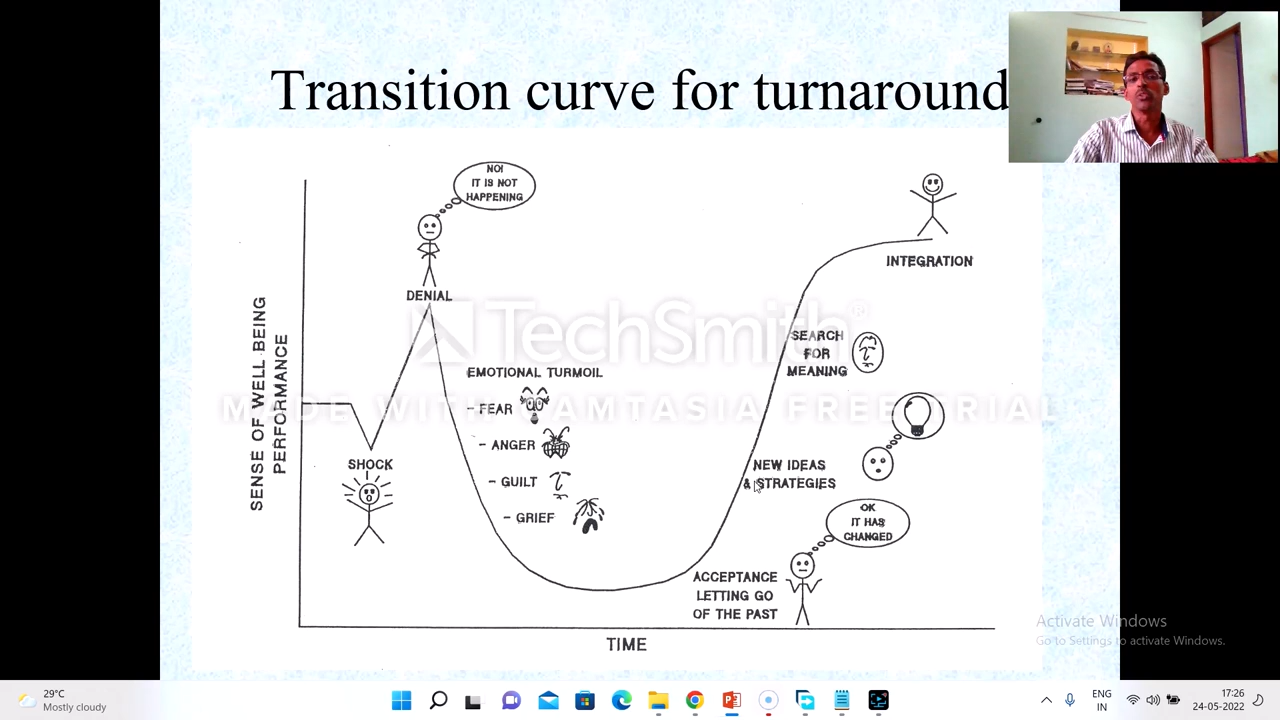 Transition curve for turnaround
NO!
IT IS NOT
HAPPENING
DENIAL
INTEGRATION
SENSE OF WELL BEING
PERFORMANCE
TechSmith®
MADE WITH CAMTASIA FREE TRIAL
SEARCH
FOR
MEANING
EMOTIONAL TURMOIL
- FEAR
- ANGER
- GUILT
- GRIEF
SHOCK
NEW IDEAS
& STRATEGIES
OK
IT HAS
CHANGED
ACCEPTANCE
LETTING GO
OF THE PAST
TIME
Activate Windows
Go to Settings to activate Windows.
29°C
Mostly cloudy
ENG
IN
17:26
24-05-2022